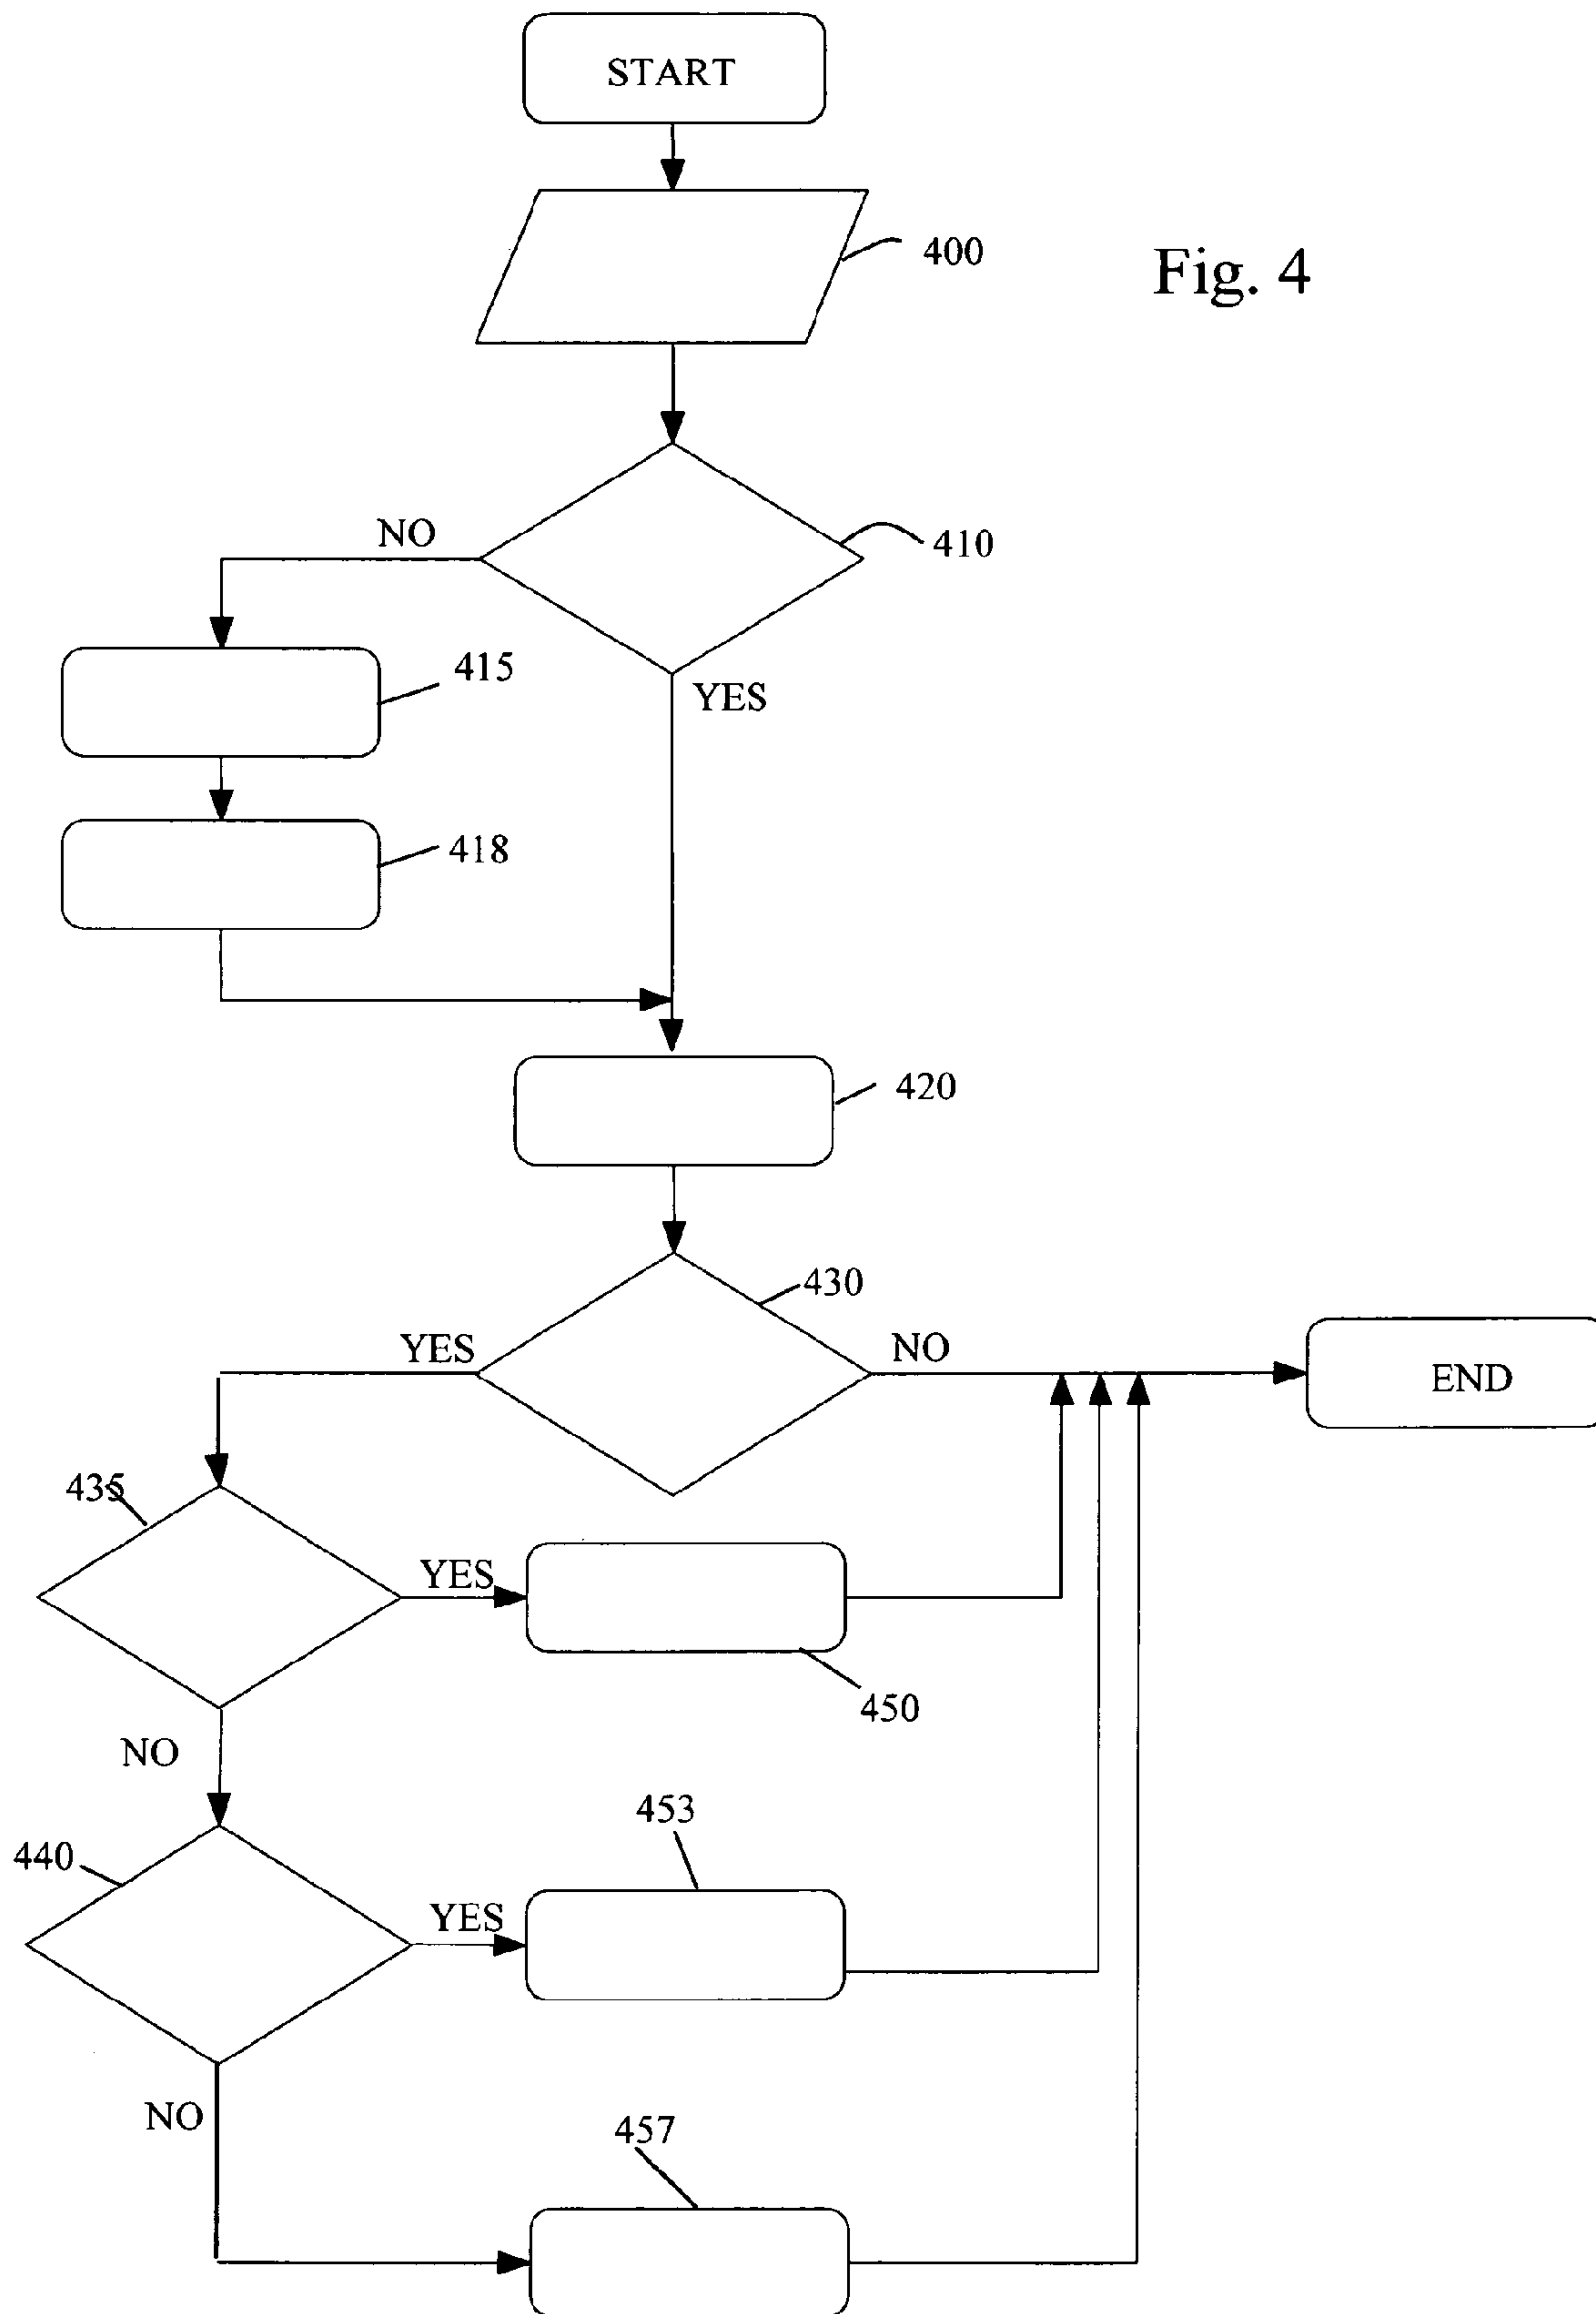 START
400
Fig. 4
NO
410
415
YES
418
420
430
YES
NO
END
435
YES
450
NO
453
440
YES
NO
457